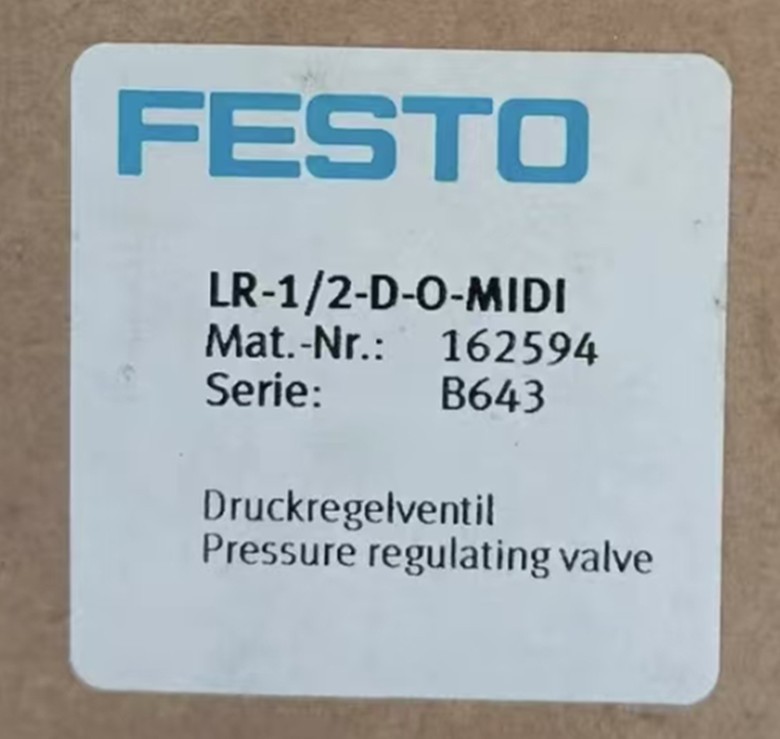 FESTO
LR-1/2-D-O-MIDI
Mat.-Nr.: 162594
Serie: B643
Druckregelventil
Pressure regulating valve